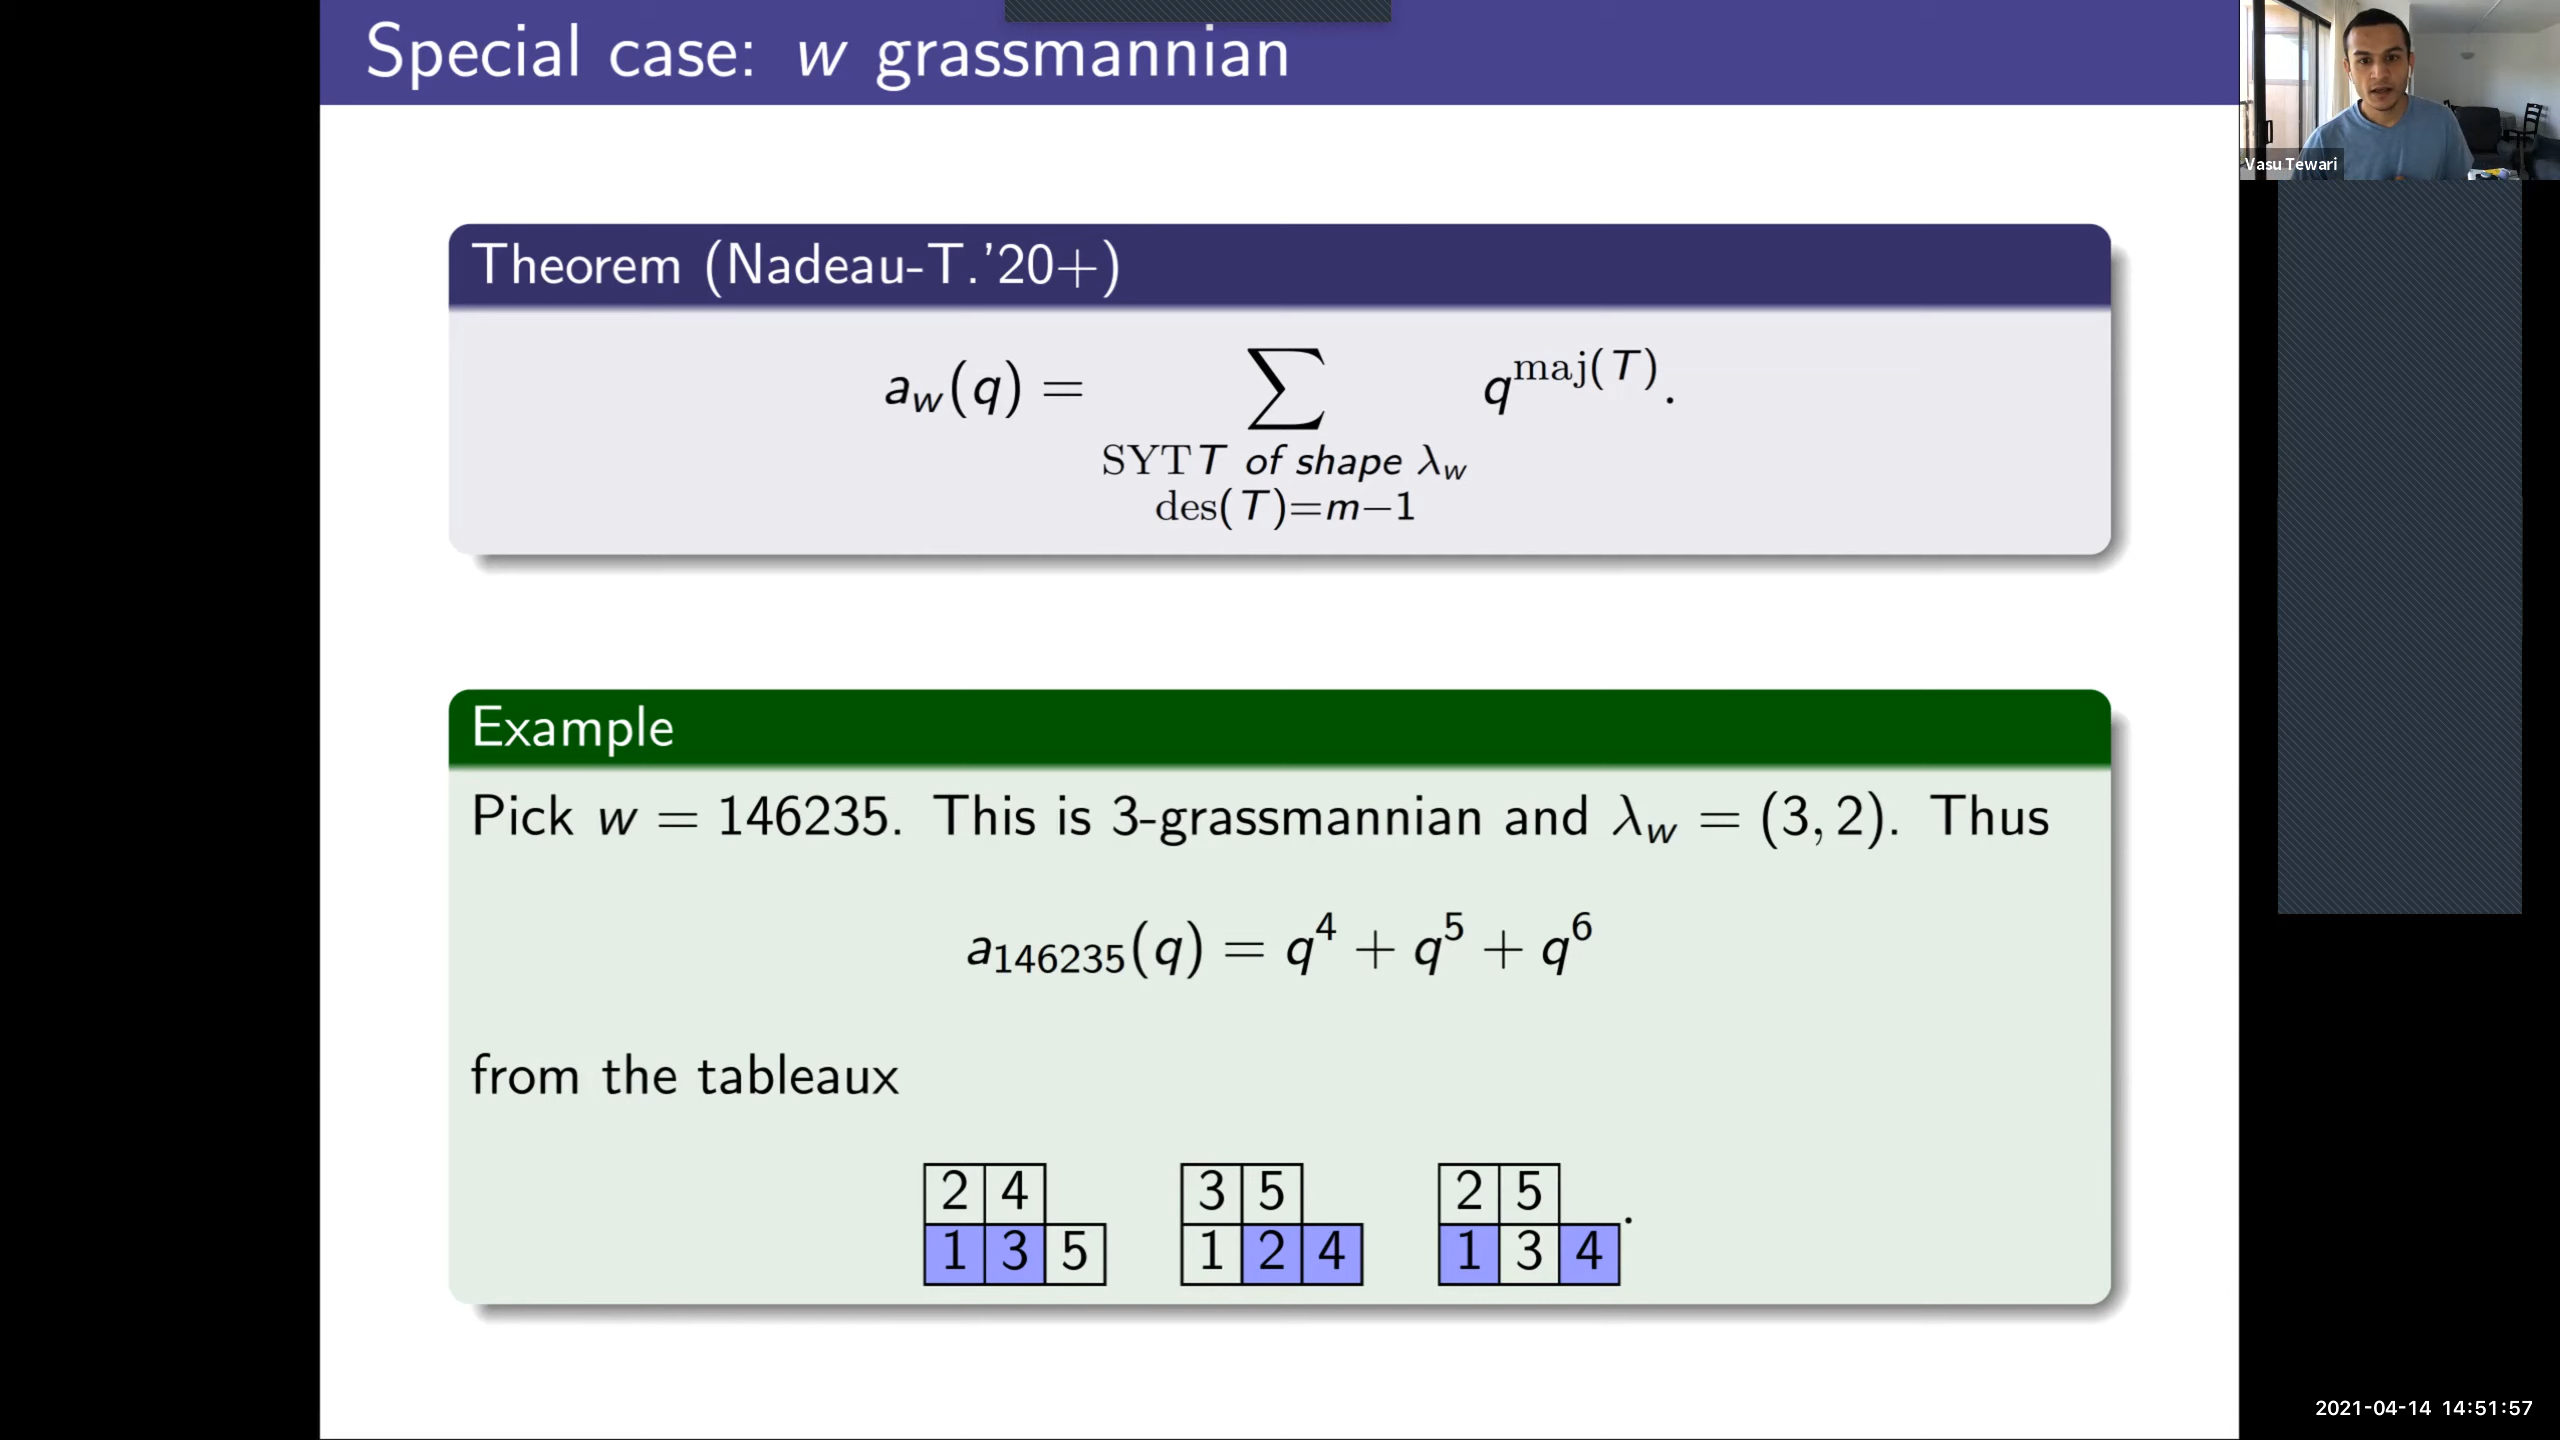 Special case: w grassmannian
Vasu Tewari
Theorem (Nadeau-T.'20+)
a_w(q) = ∑ q^{maj(T)}.
SYT T of shape λ_w
des(T)=m−1
Example
Pick w = 146235. This is 3-grassmannian and λ_w = (3, 2). Thus
a_{146235}(q) = q^4 + q^5 + q^6
from the tableaux
2 4 3 5 2 5
1 3 5 1 2 4 1 3 4 .
2021-04-14 14:51:57